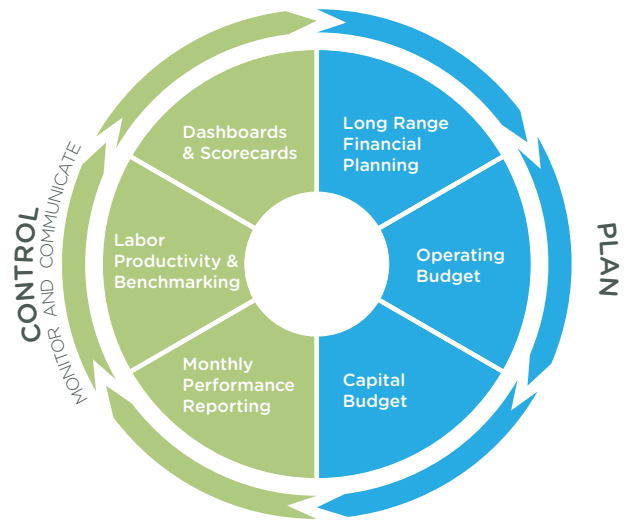 Dashboards
& Scorecards
Long Range
Financial
Planning
Labor
Productivity &
Benchmarking
Operating
Budget
Monthly
Performance
Reporting
Capital
Budget
CONTROL
MONITOR AND COMMUNICATE
PLAN